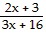 2x + 3
3x + 16